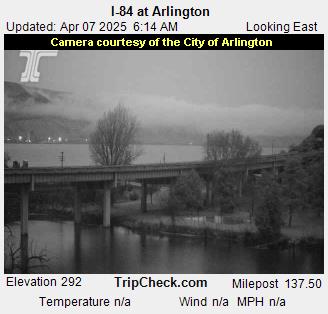 I-84 at Arlington
Updated: Apr 07 2025 6:14 AM Looking East
Camera courtesy of the City of Arlington
Elevation 292 TripCheck.com Milepost 137.50
Temperature n/a Wind n/a MPH n/a